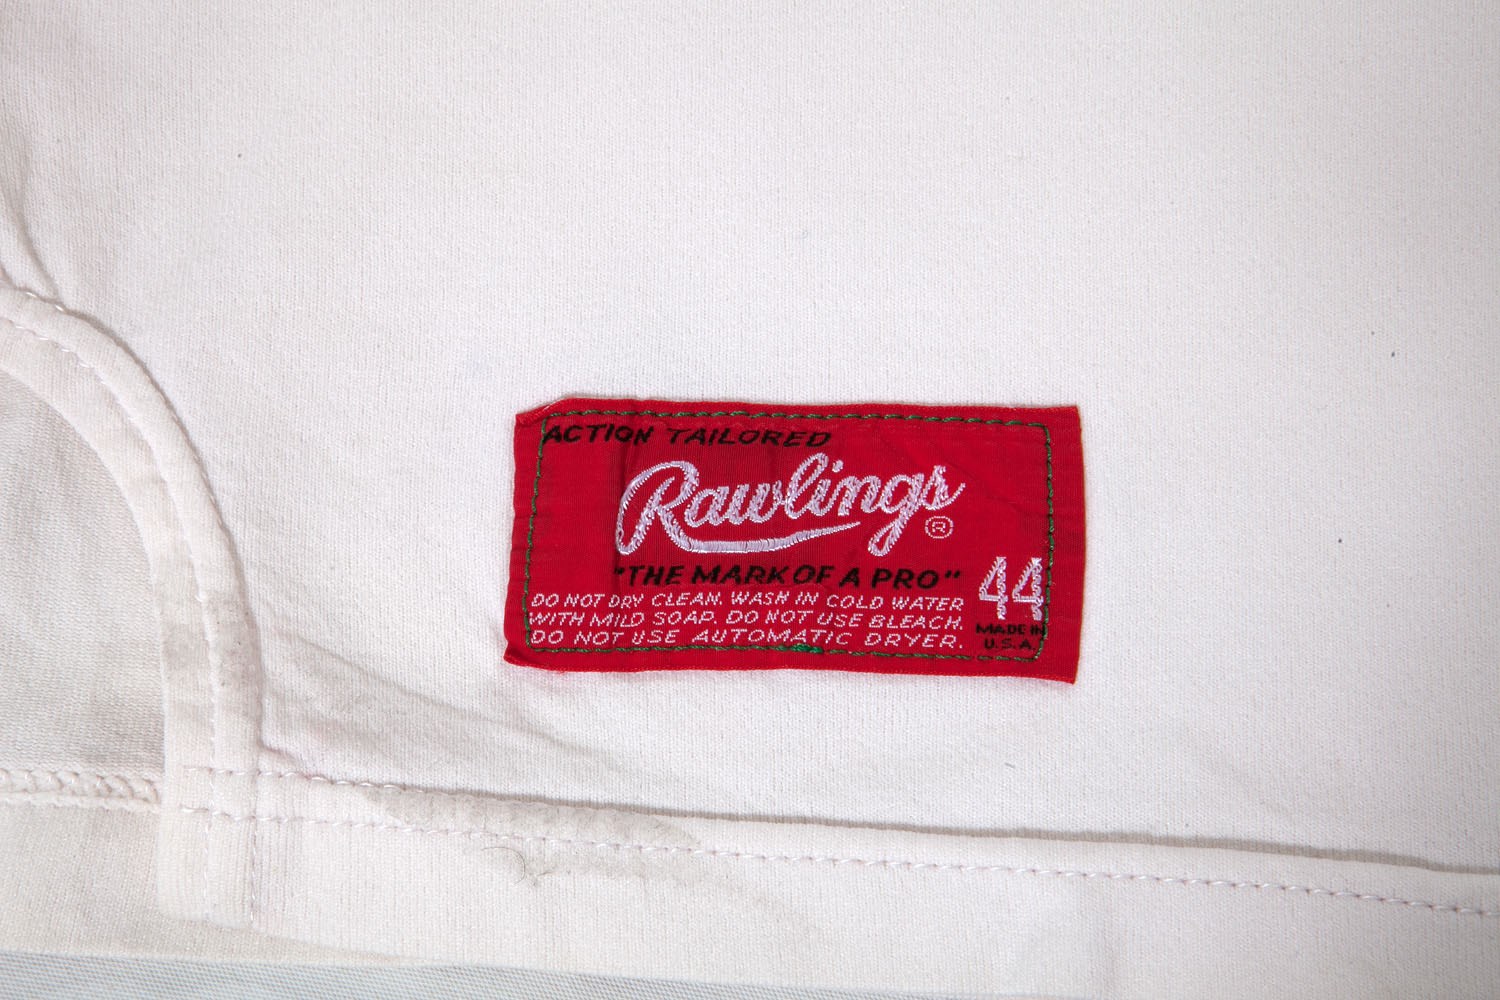 ACTION TAILORED
Rawlings®
"THE MARK OF A PRO"
DO NOT DRY CLEAN. WASH IN COLD WATER
WITH MILD SOAP. DO NOT USE BLEACH.
DO NOT USE AUTOMATIC DRYER.
44
MADE IN
U.S.A.